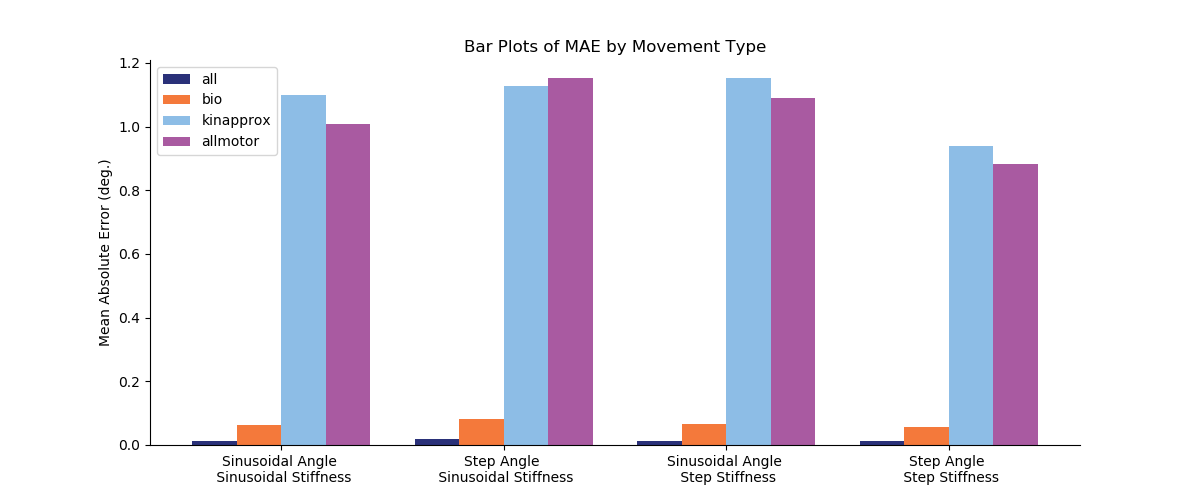 Bar Plots of MAE by Movement Type
all
bio
kinapprox
allmotor
Mean Absolute Error (deg.)
1.2
1.0
0.8
0.6
0.4
0.2
0.0
Sinusoidal Angle
Sinusoidal Stiffness
Step Angle
Sinusoidal Stiffness
Sinusoidal Angle
Step Stiffness
Step Angle
Step Stiffness